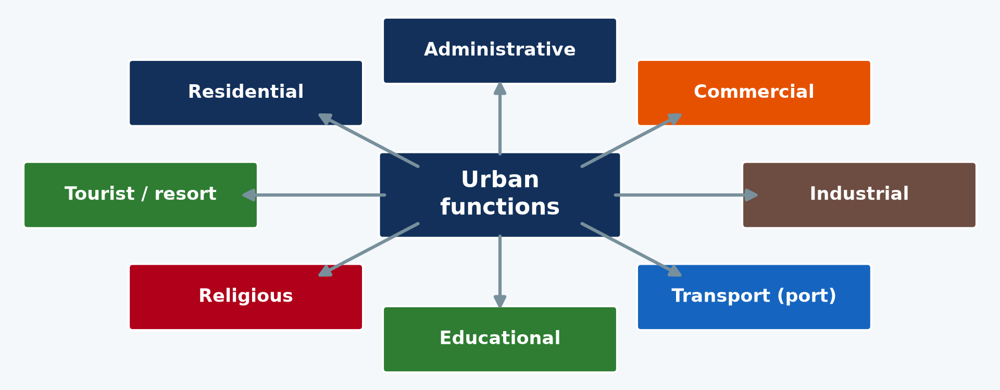 Administrative
Residential
Commercial
Urban
functions
Tourist / resort
Industrial
Religious
Transport (port)
Educational